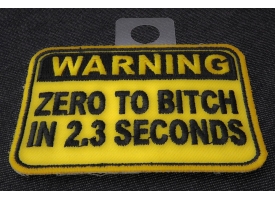 WARNING
ZERO TO BITCH
IN 2.3 SECONDS